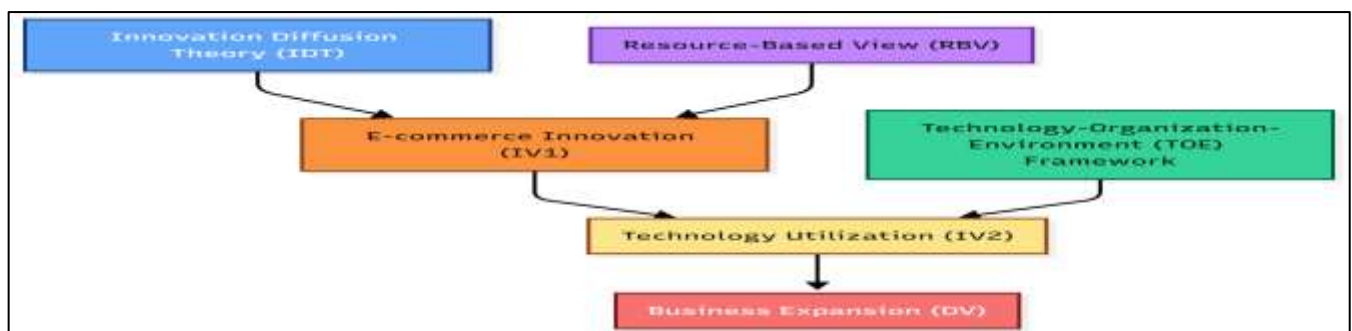 Innovation Diffusion
Theory (IDT)
Resource-Based View (RBV)
E-commerce Innovation
(IV1)
Technology-Organization-
Environment (TOE)
Framework
Technology Utilization (IV2)
Business Expansion (DV)